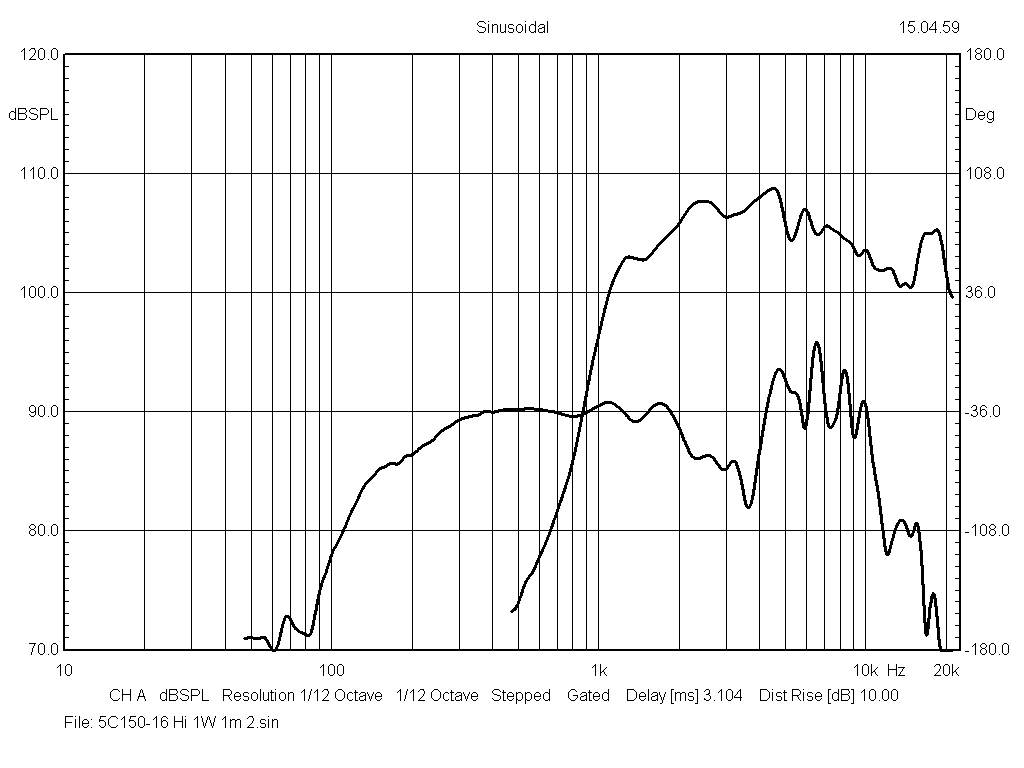 Sinusoidal 15.04.59
120.0 180.0
dBSPL Deg
110.0 108.0
100.0 36.0
90.0 -36.0
80.0 -108.0
70.0 -180.0
10 100 1k 10k Hz 20k
CH A dBSPL Resolution 1/12 Octave 1/12 Octave Stepped Gated Delay [ms] 3.104 Dist Rise [dB] 10.00
File: 5C150-16 Hi 1W 1m 2.sin